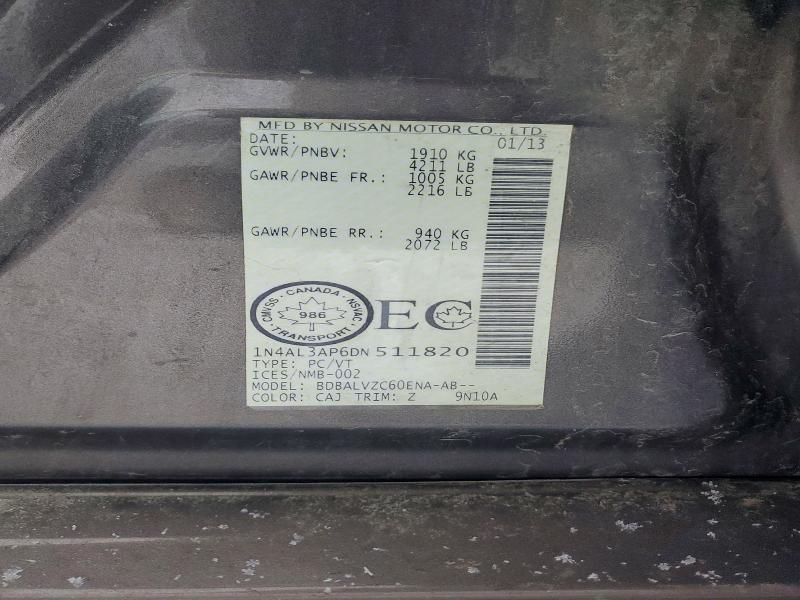 MFD BY NISSAN MOTOR CO., LTD.
DATE: 01/13
GVWR/PNBV: 1910 KG
4211 LB
GAWR/PNBE FR.: 1005 KG
2216 LB
GAWR/PNBE RR.: 940 KG
2072 LB
CMVSS · CANADA · NSVAC
986
TRANSPORT
EC
1N4AL3AP6DN 511820
TYPE: PC/VT
ICES/NMB-002
MODEL: BDBALVZC60ENA-AB--
COLOR: CAJ TRIM: Z 9N10A